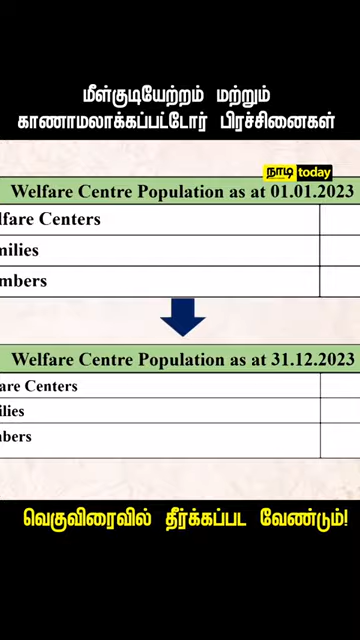 மீள்குடியேற்றம் மற்றும்
காணாமலாக்கப்பட்டோர் பிரச்சினைகள்
நாடி today
Welfare Centre Population as at 01.01.2023
lfare Centers
milies
mbers
Welfare Centre Population as at 31.12.2023
are Centers
ilies
bers
வெகுவிரைவில் தீர்க்கப்பட வேண்டும்!